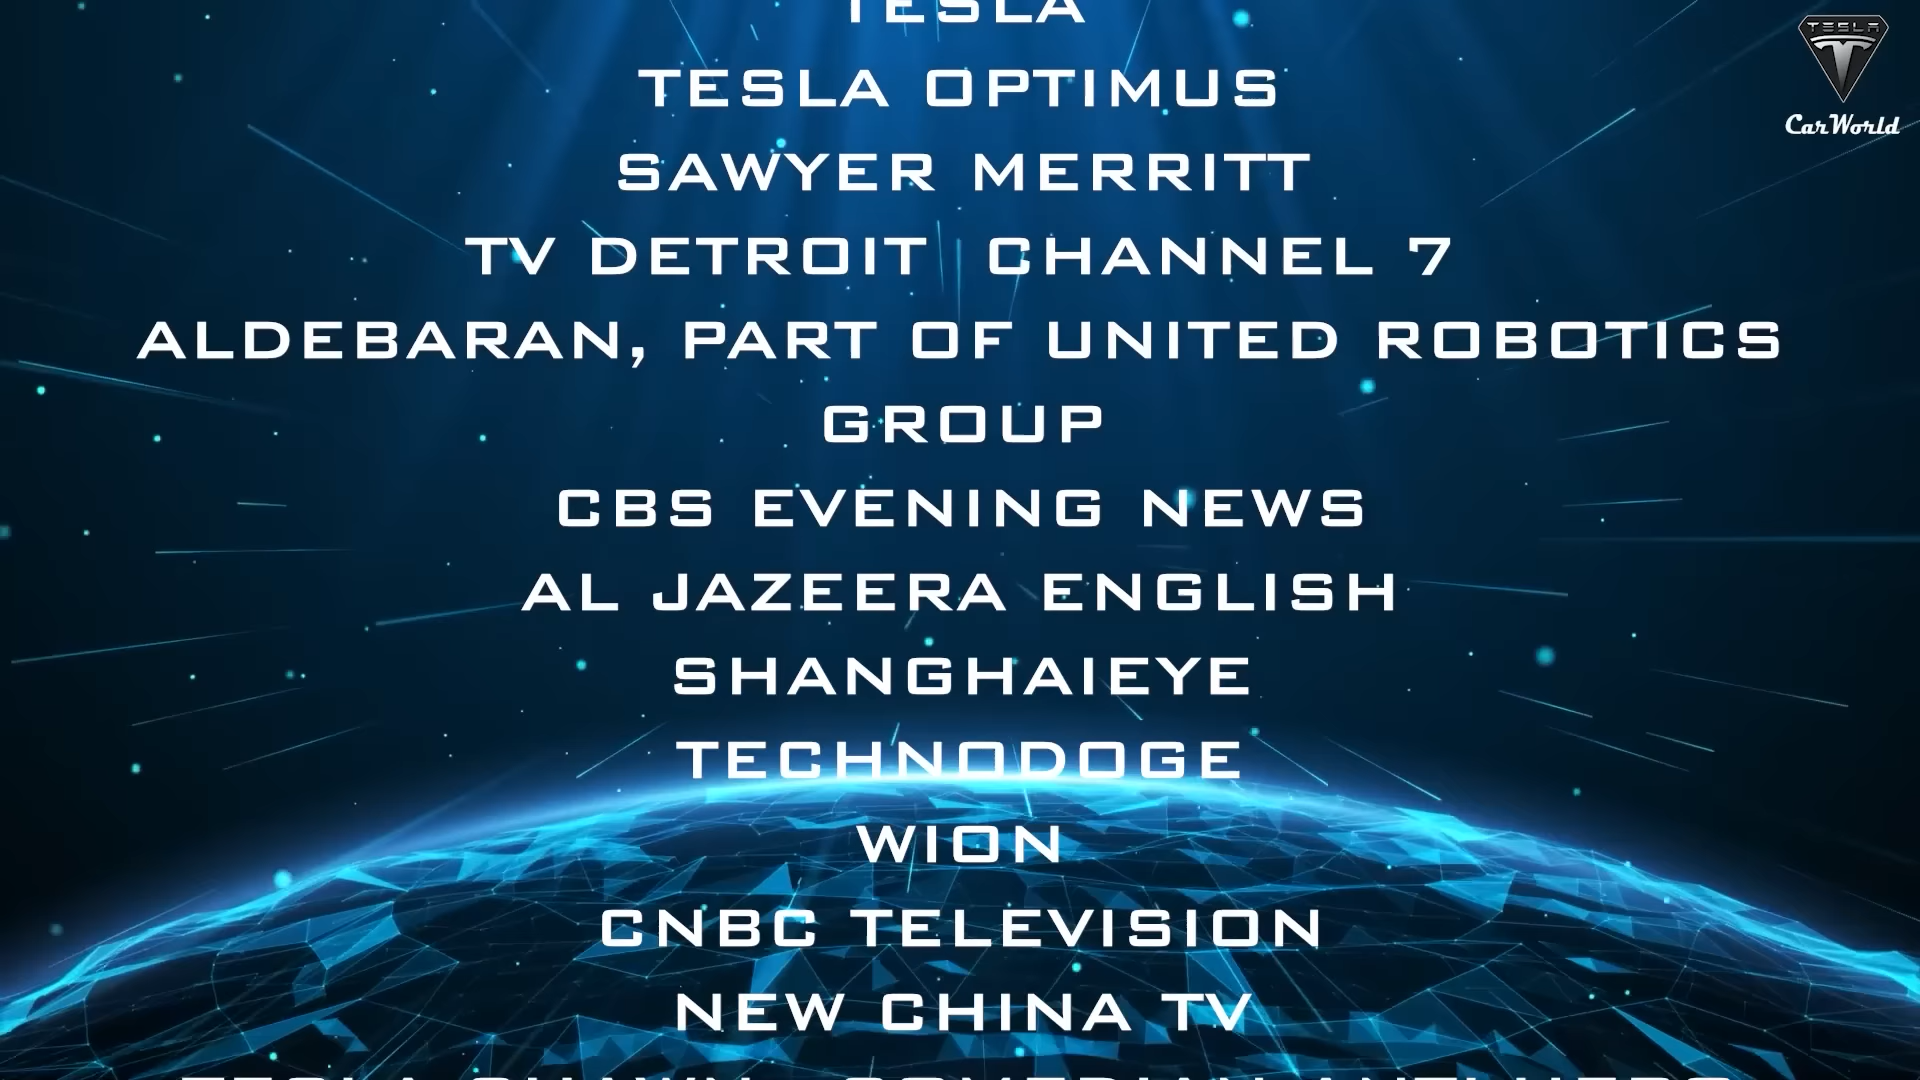 TESLA
TESLA
TESLA OPTIMUS
CarWorld
SAWYER MERRITT
TV DETROIT CHANNEL 7
ALDEBARAN, PART OF UNITED ROBOTICS
GROUP
CBS EVENING NEWS
AL JAZEERA ENGLISH
SHANGHAIEYE
TECHNODOGE
WION
CNBC TELEVISION
NEW CHINA TV